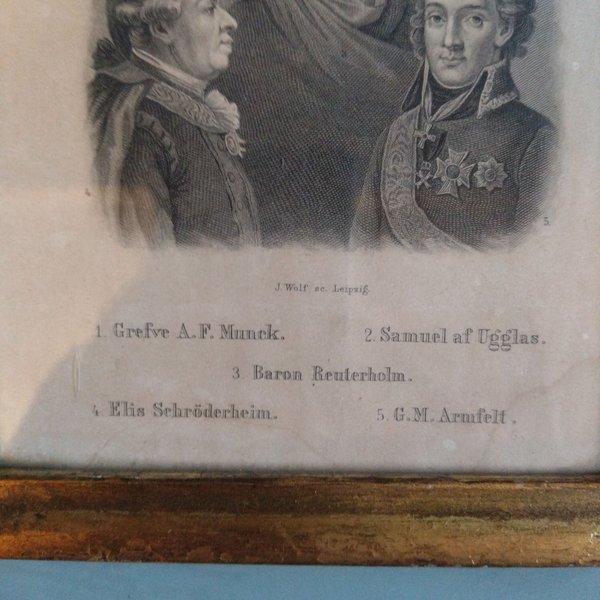 5.
J. Wolf sc. Leipzig.
1. Grefve A.F. Munck. 2. Samuel af Ugglas.
3. Baron Reuterholm.
4 Elis Schröderheim. 5. G.M. Armfelt.